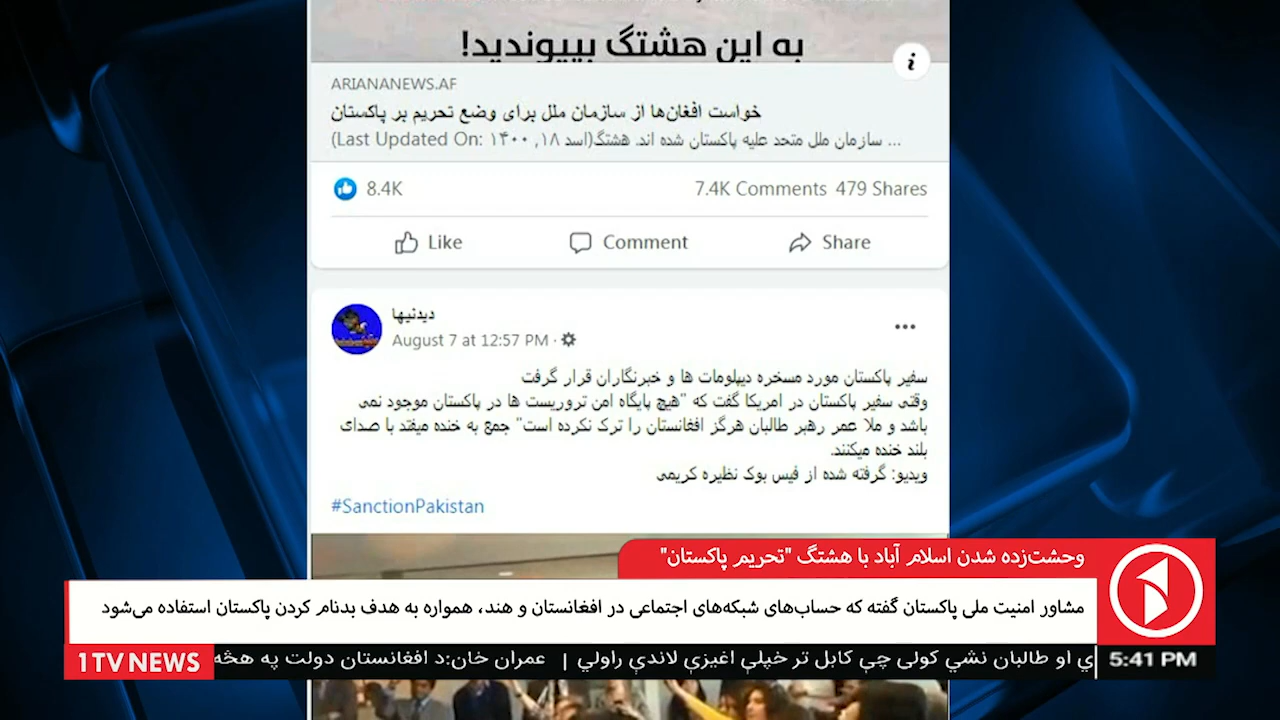 به این هشتگ بپیوندید!
ARIANANEWS.AF
خواست افغان‌ها از سازمان ملل برای وضع تحریم بر پاکستان
(Last Updated On: اسد ۱۸, ۱۴۰۰)سازمان ملل متحد علیه پاکستان شده اند. هشتگ ...
8.4K
7.4K Comments 479 Shares
Like
Comment
Share
دیدنیها
August 7 at 12:57 PM ·
سفیر پاکستان مورد مسخره دیپلومات ها و خبرنگاران قرار گرفت
وقتی سفیر پاکستان در امریکا گفت که "هیچ پایگاه امن تروریست ها در پاکستان موجود نمی
باشد و ملا عمر رهبر طالبان هرگز افغانستان را ترک نکرده است" جمع به خنده میفتد با صدای
بلند خنده میکنند.
ویدیو: گرفته شده از فیس بوک نظیره کریمی
#SanctionPakistan
وحشت‌زده شدن اسلام آباد با هشتگ "تحریم پاکستان"
مشاور امنیت ملی پاکستان گفته که حساب‌های شبکه‌های اجتماعی در افغانستان و هند، همواره به هدف بدنام کردن پاکستان استفاده می‌شود
1TV NEWS
ي او طالبان نشي کولی چې کابل تر خپلې اغیزې لاندې راولي | عمران خان:د افغانستان دولت په هڅه
5:41 PM